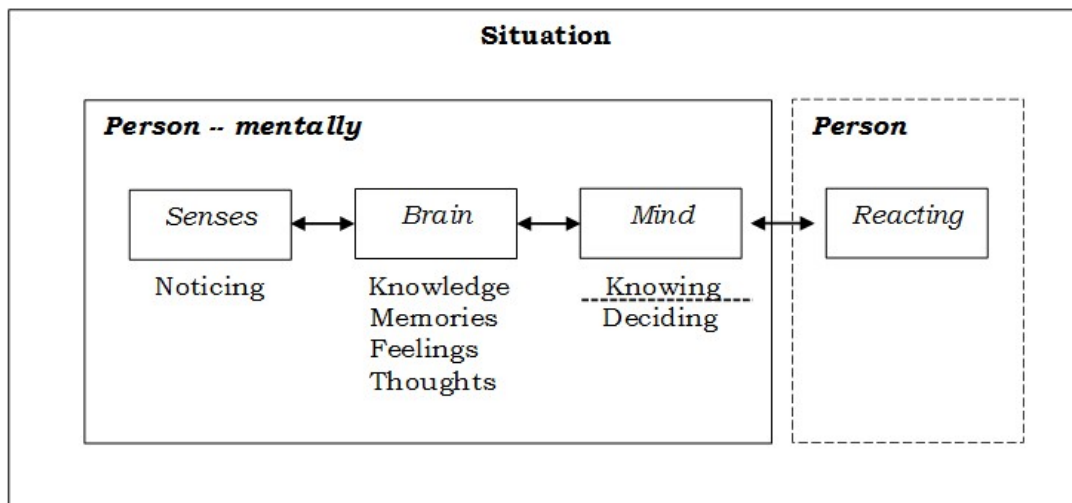 Situation
Person -- mentally
Person
Senses
Brain
Mind
Reacting
Noticing
Knowledge
Knowing
Memories
Deciding
Feelings
Thoughts